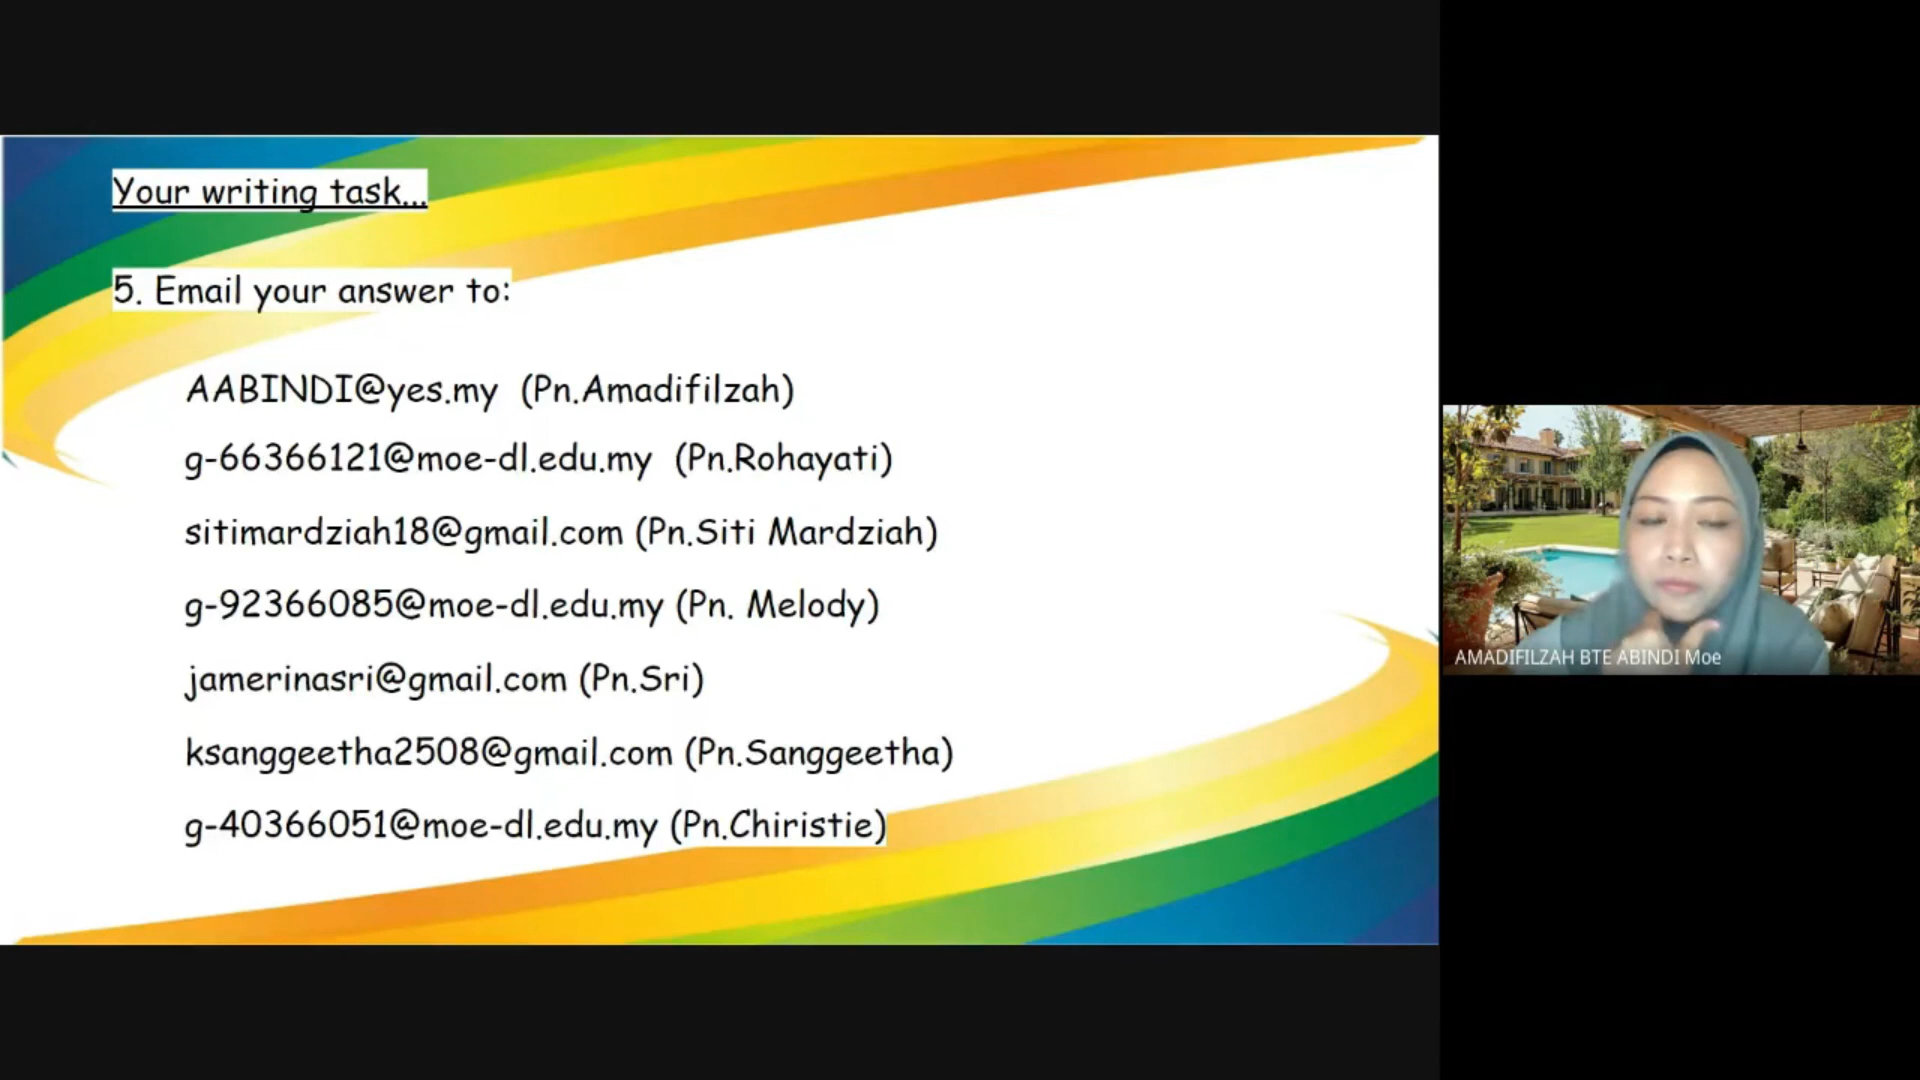 Your writing task...
5. Email your answer to:
AABINDI@yes.my (Pn.Amadifilzah)
g-66366121@moe-dl.edu.my (Pn.Rohayati)
sitimardziah18@gmail.com (Pn.Siti Mardziah)
g-92366085@moe-dl.edu.my (Pn. Melody)
jamerinasri@gmail.com (Pn.Sri)
ksanggeetha2508@gmail.com (Pn.Sanggeetha)
g-40366051@moe-dl.edu.my (Pn.Chiristie)
AMADIFILZAH BTE ABINDI Moe